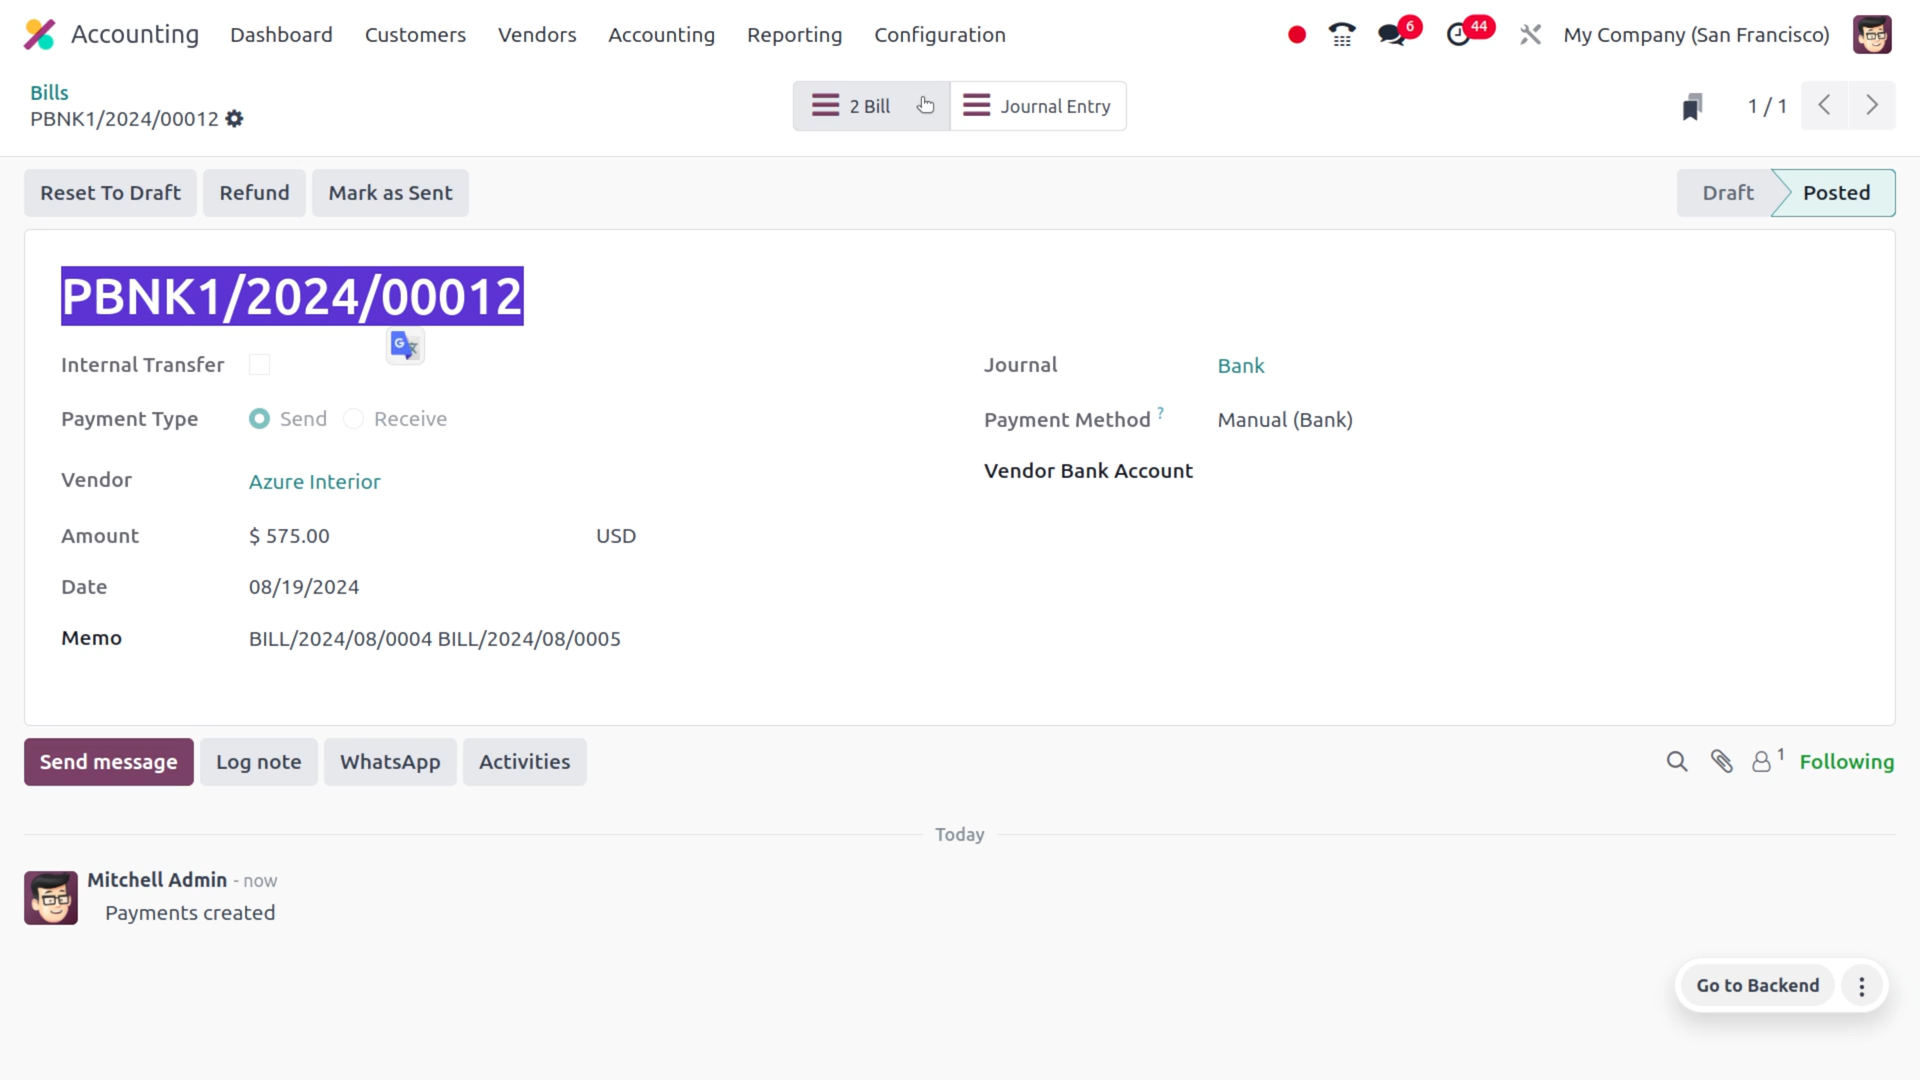 Accounting Dashboard Customers Vendors Accounting Reporting Configuration 6 44 My Company (San Francisco)
Bills
PBNK1/2024/00012
2 Bill Journal Entry 1 / 1
Reset To Draft Refund Mark as Sent Draft Posted
PBNK1/2024/00012
Internal Transfer
Journal Bank
Payment Type Send Receive
Payment Method ? Manual (Bank)
Vendor Azure Interior
Vendor Bank Account
Amount $ 575.00 USD
Date 08/19/2024
Memo BILL/2024/08/0004 BILL/2024/08/0005
Send message Log note WhatsApp Activities 1 Following
Today
Mitchell Admin - now
Payments created
Go to Backend